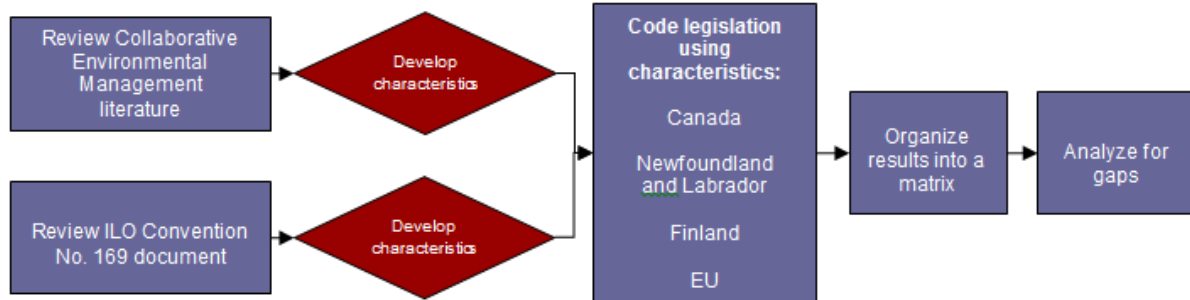 Review Collaborative
Environmental
Management
literature
Develop
characteristics
Review ILO Convention
No. 169 document
Develop
characteristics
Code legislation
using
characteristics:
Canada
Newfoundland
and Labrador
Finland
EU
Organize
results into a
matrix
Analyze for
gaps